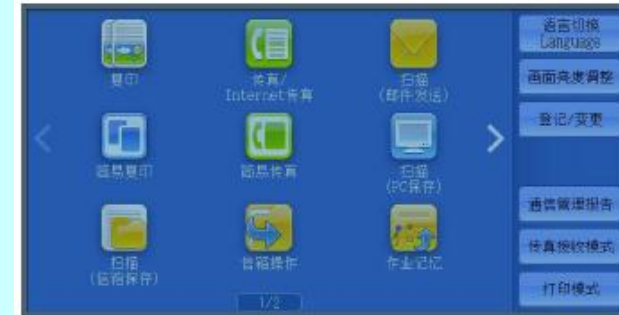 复印
传真/
Internet传真
扫描
(邮件发送)
简易复印
简易传真
扫描
(PC保存)
扫描
(信箱保存)
信箱操作
作业记忆
1/2
语言切换
Language
画面亮度调整
登记/变更
通信管理报告
传真接收模式
打印模式